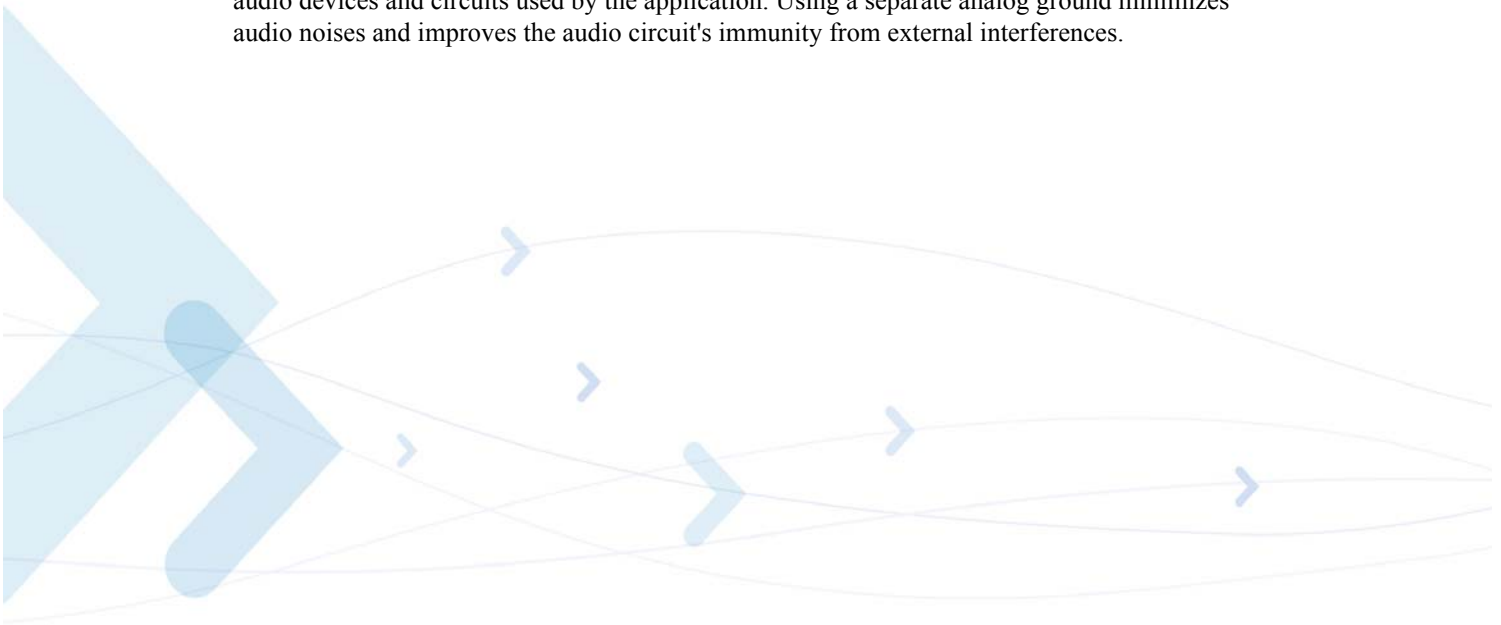 audio devices and circuits used by the application. Using a separate analog ground minimizes
audio noises and improves the audio circuit's immunity from external interferences.